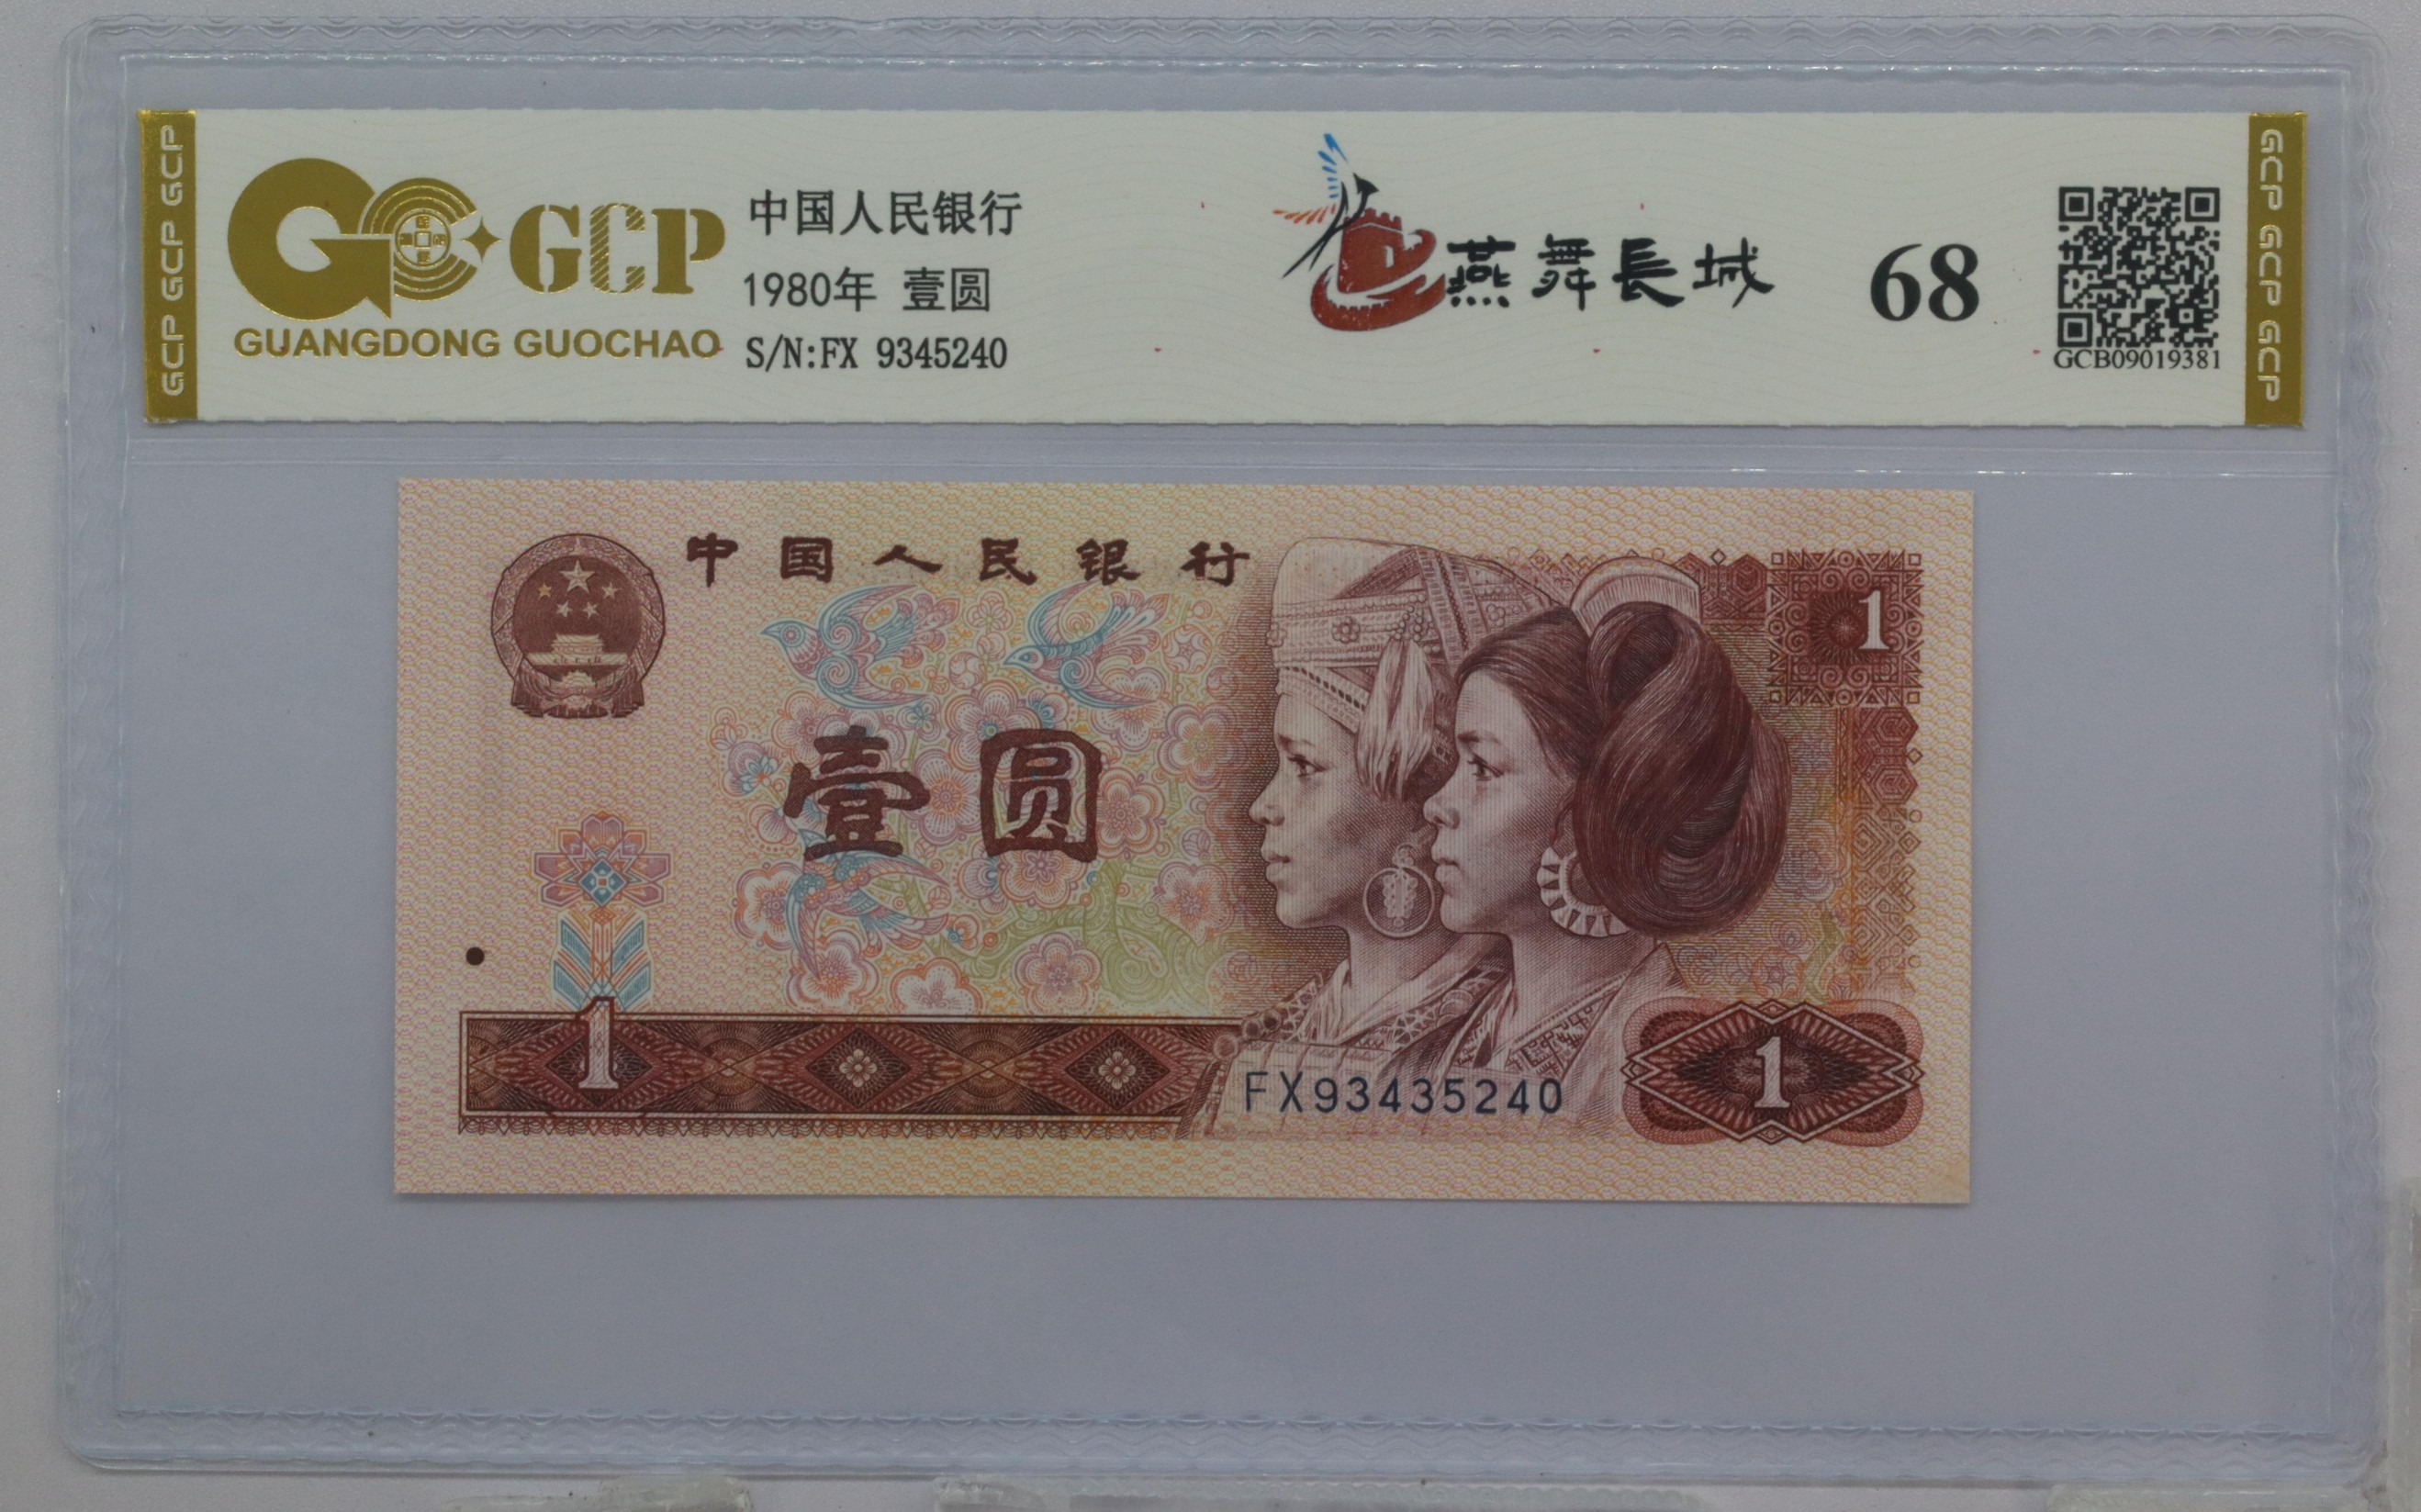 GCP GCP GCP
GCP
GUANGDONG GUOCHAO
中国人民银行
1980年 壹圆
S/N:FX 9345240
燕舞長城
68
GCB09019381
GCP GCP GCP
中国人民银行
1
壹圆
1
FX93435240
1